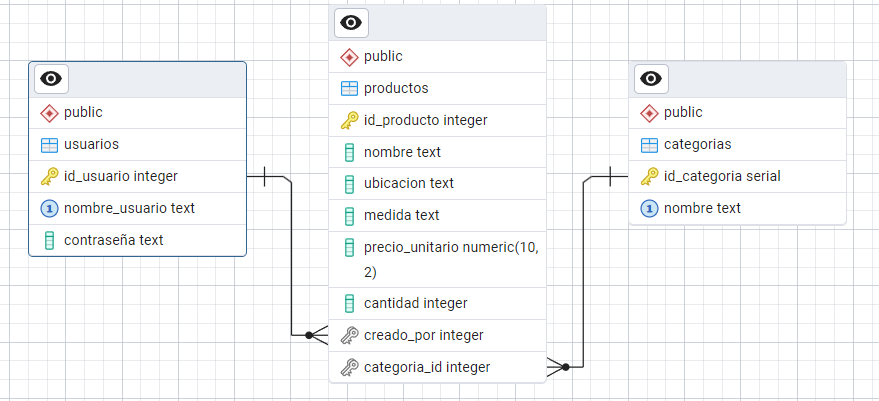 public
usuarios
id_usuario integer
nombre_usuario text
contraseña text
public
productos
id_producto integer
nombre text
ubicacion text
medida text
precio_unitario numeric(10,
2)
cantidad integer
creado_por integer
categoria_id integer
public
categorias
id_categoria serial
nombre text